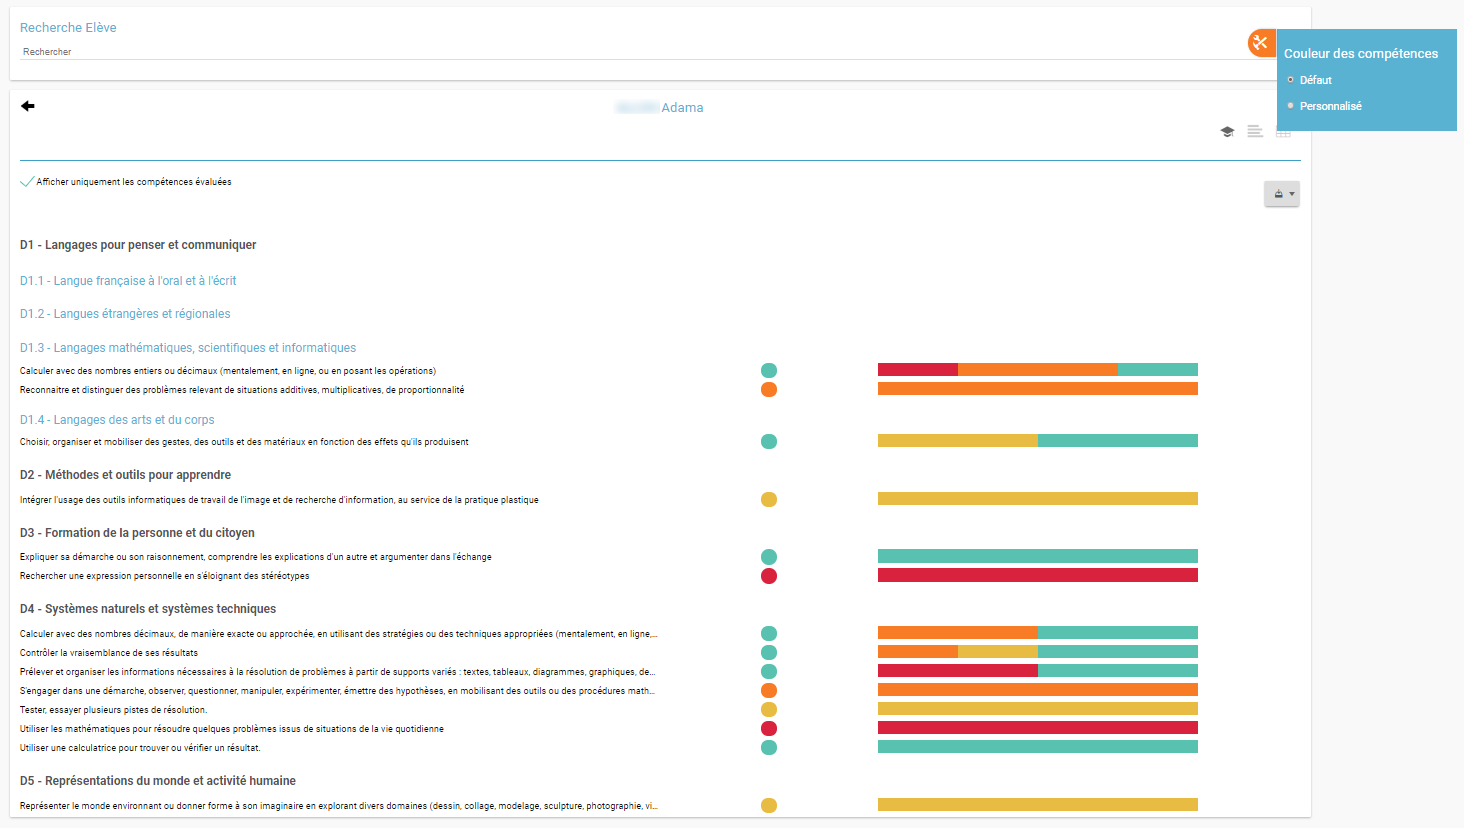 Recherche Elève
Rechercher
Couleur des compétences
Défaut
Personnalisé
Adama
Afficher uniquement les compétences évaluées
D1 - Langages pour penser et communiquer
D1.1 - Langue française à l'oral et à l'écrit
D1.2 - Langues étrangères et régionales
D1.3 - Langages mathématiques, scientifiques et informatiques
Calculer avec des nombres entiers ou décimaux (mentalement, en ligne, ou en posant les opérations)
Reconnaitre et distinguer des problèmes relevant de situations additives, multiplicatives, de proportionnalité
D1.4 - Langages des arts et du corps
Choisir, organiser et mobiliser des gestes, des outils et des matériaux en fonction des effets qu'ils produisent
D2 - Méthodes et outils pour apprendre
Intégrer l'usage des outils informatiques de travail de l'image et de recherche d'information, au service de la pratique plastique
D3 - Formation de la personne et du citoyen
Expliquer sa démarche ou son raisonnement, comprendre les explications d'un autre et argumenter dans l'échange
Rechercher une expression personnelle en s'éloignant des stéréotypes
D4 - Systèmes naturels et systèmes techniques
Calculer avec des nombres décimaux, de manière exacte ou approchée, en utilisant des stratégies ou des techniques appropriées (mentalement, en ligne,...
Contrôler la vraisemblance de ses résultats
Prélever et organiser les informations nécessaires à la résolution de problèmes à partir de supports variés : textes, tableaux, diagrammes, graphiques, de...
S'engager dans une démarche, observer, questionner, manipuler, expérimenter, émettre des hypothèses, en mobilisant des outils ou des procédures math...
Tester, essayer plusieurs pistes de résolution.
Utiliser les mathématiques pour résoudre quelques problèmes issus de situations de la vie quotidienne
Utiliser une calculatrice pour trouver ou vérifier un résultat.
D5 - Représentations du monde et activité humaine
Représenter le monde environnant ou donner forme à son imaginaire en explorant divers domaines (dessin, collage, modelage, sculpture, photographie, vi...